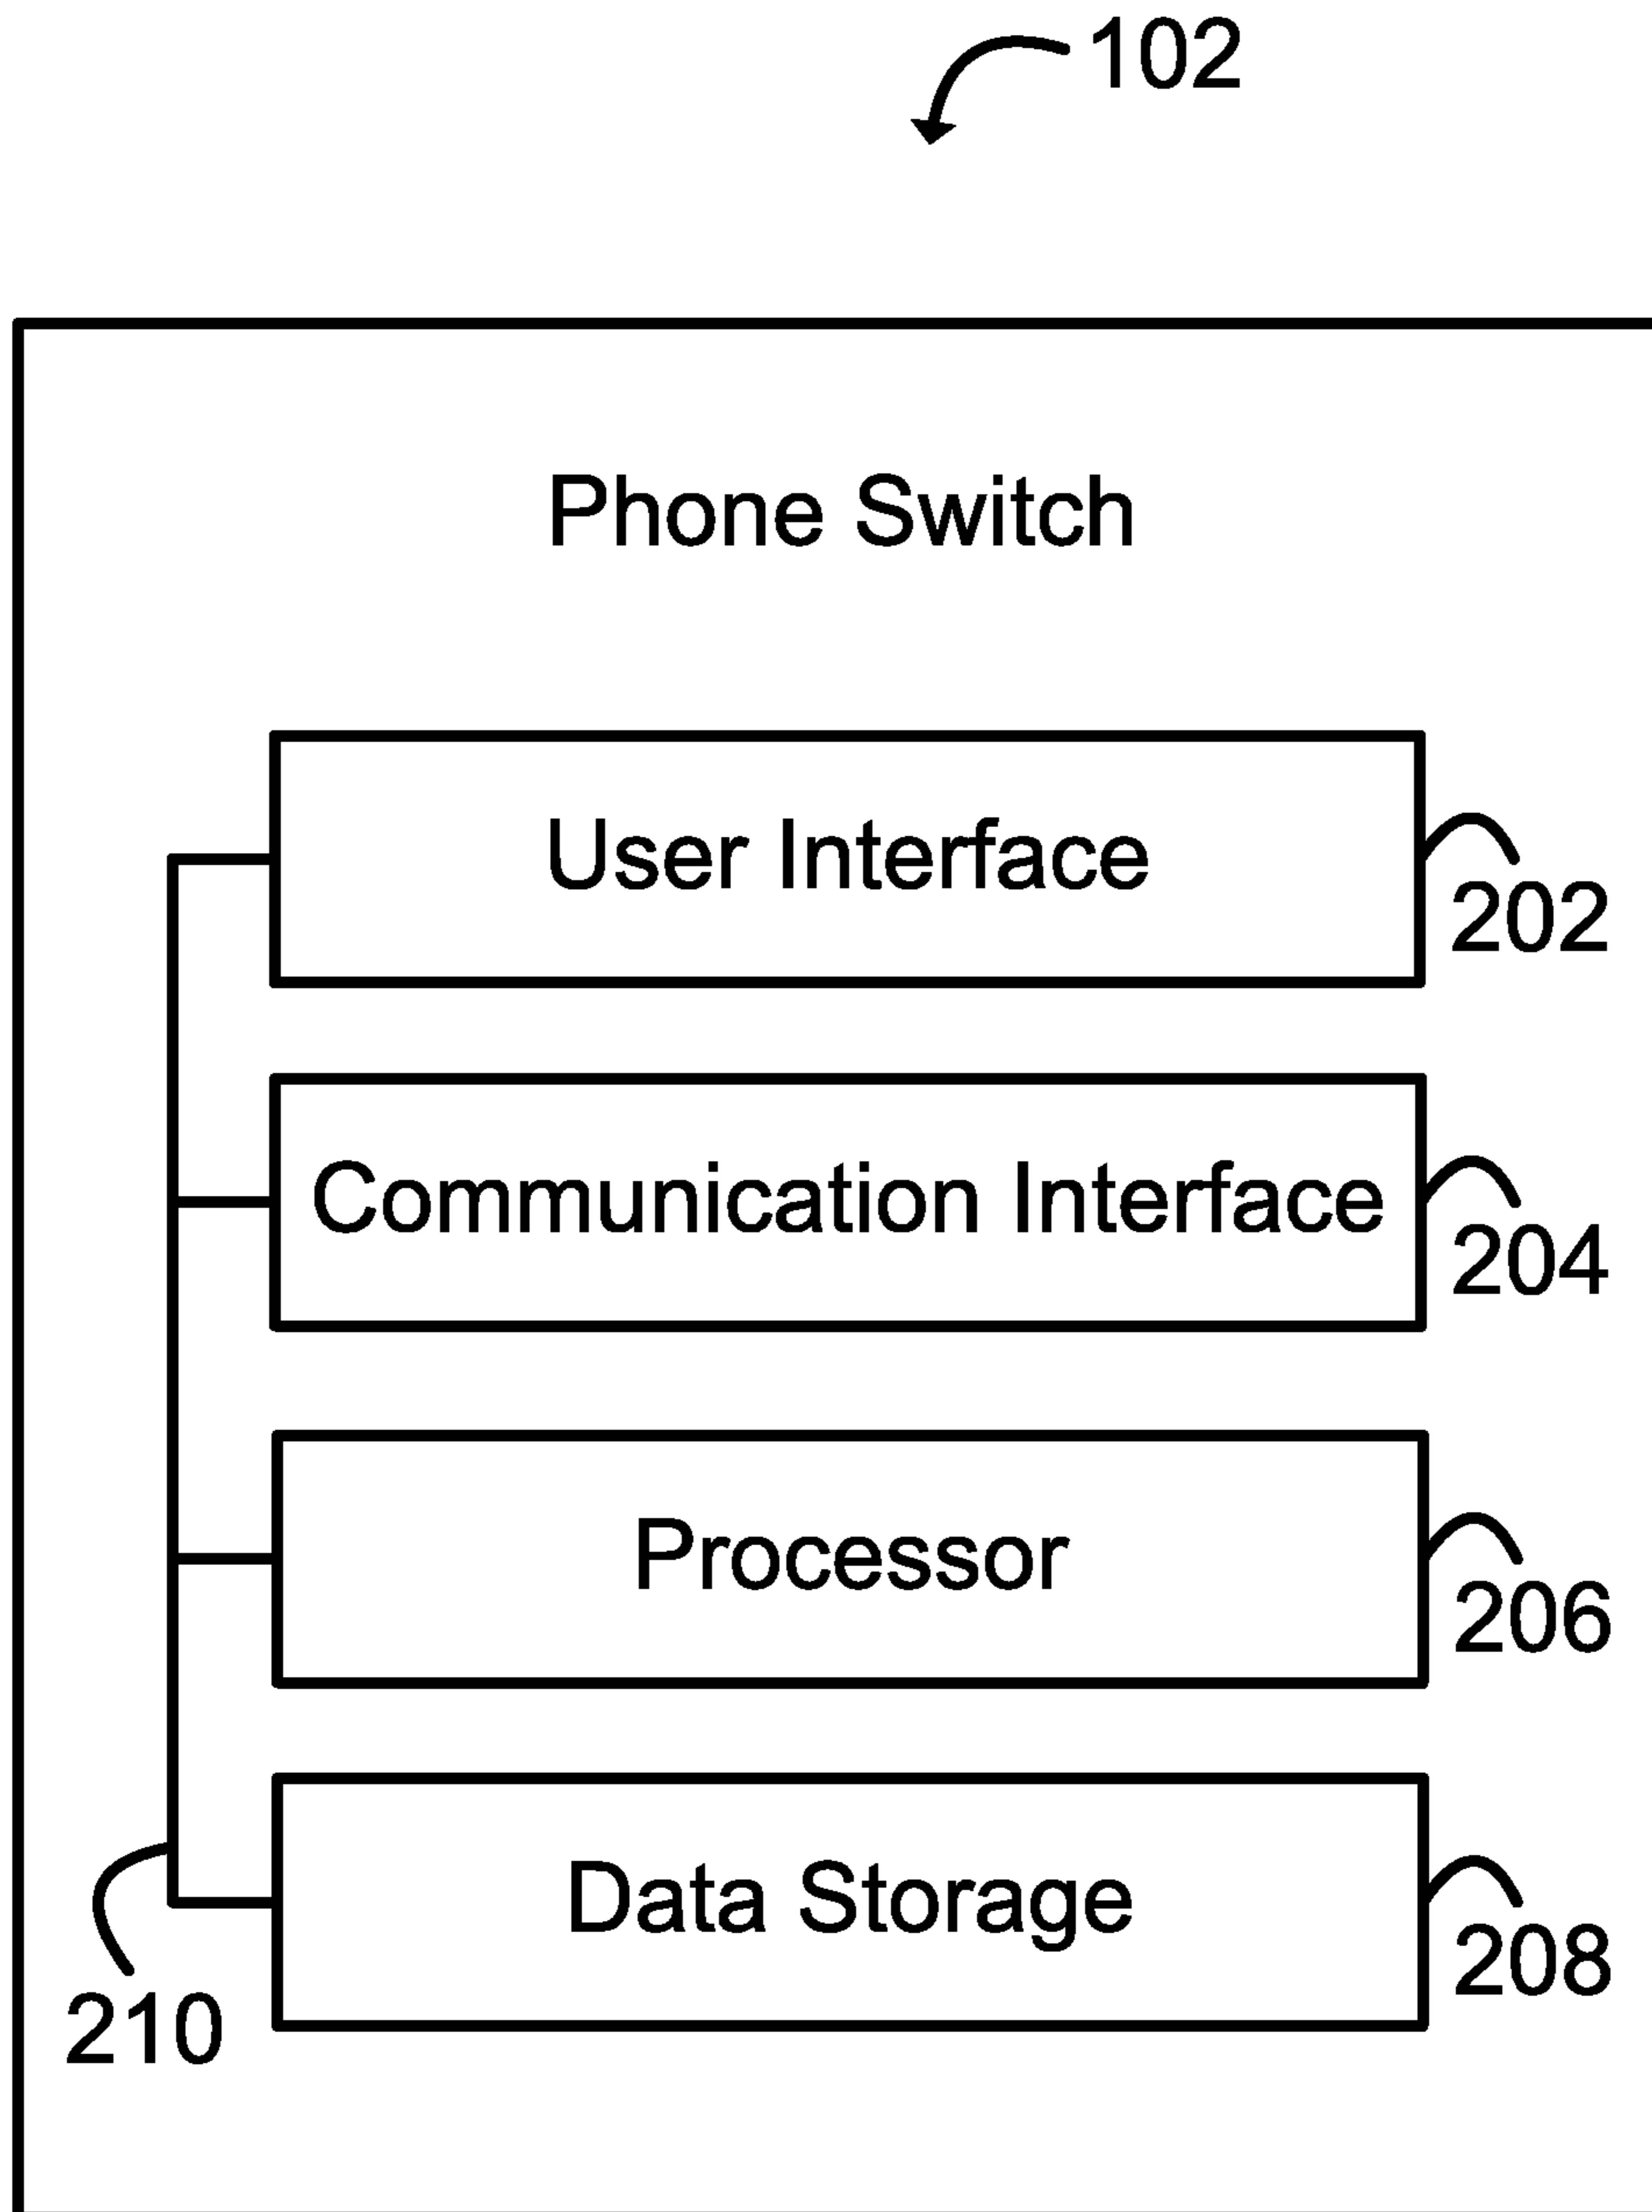 102
Phone Switch
User Interface
202
Communication Interface
204
Processor
206
Data Storage
208
210